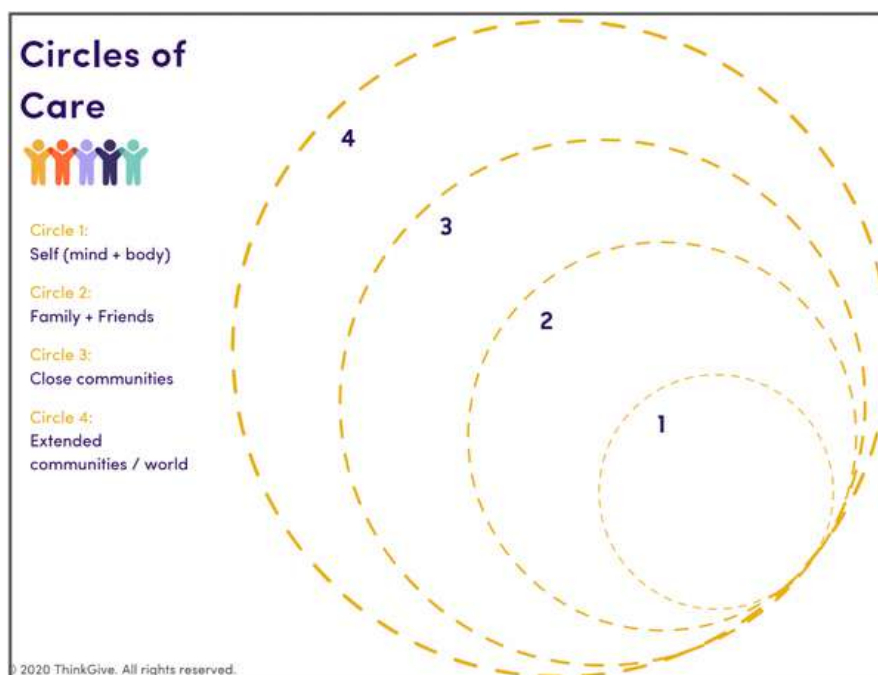 Circles of
Care
Circle 1:
Self (mind + body)
Circle 2:
Family + Friends
Circle 3:
Close communities
Circle 4:
Extended
communities / world
4
3
2
1
© 2020 ThinkGive. All rights reserved.